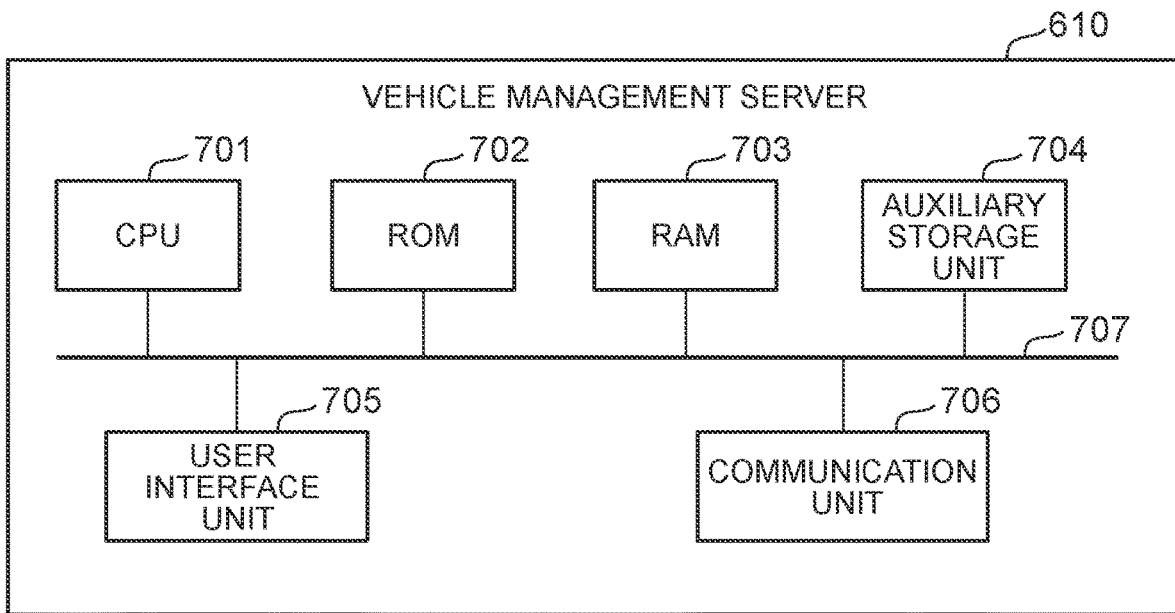 610
VEHICLE MANAGEMENT SERVER
701
702
703
704
CPU
ROM
RAM
AUXILIARY
STORAGE
UNIT
707
705
706
USER
INTERFACE
UNIT
COMMUNICATION
UNIT